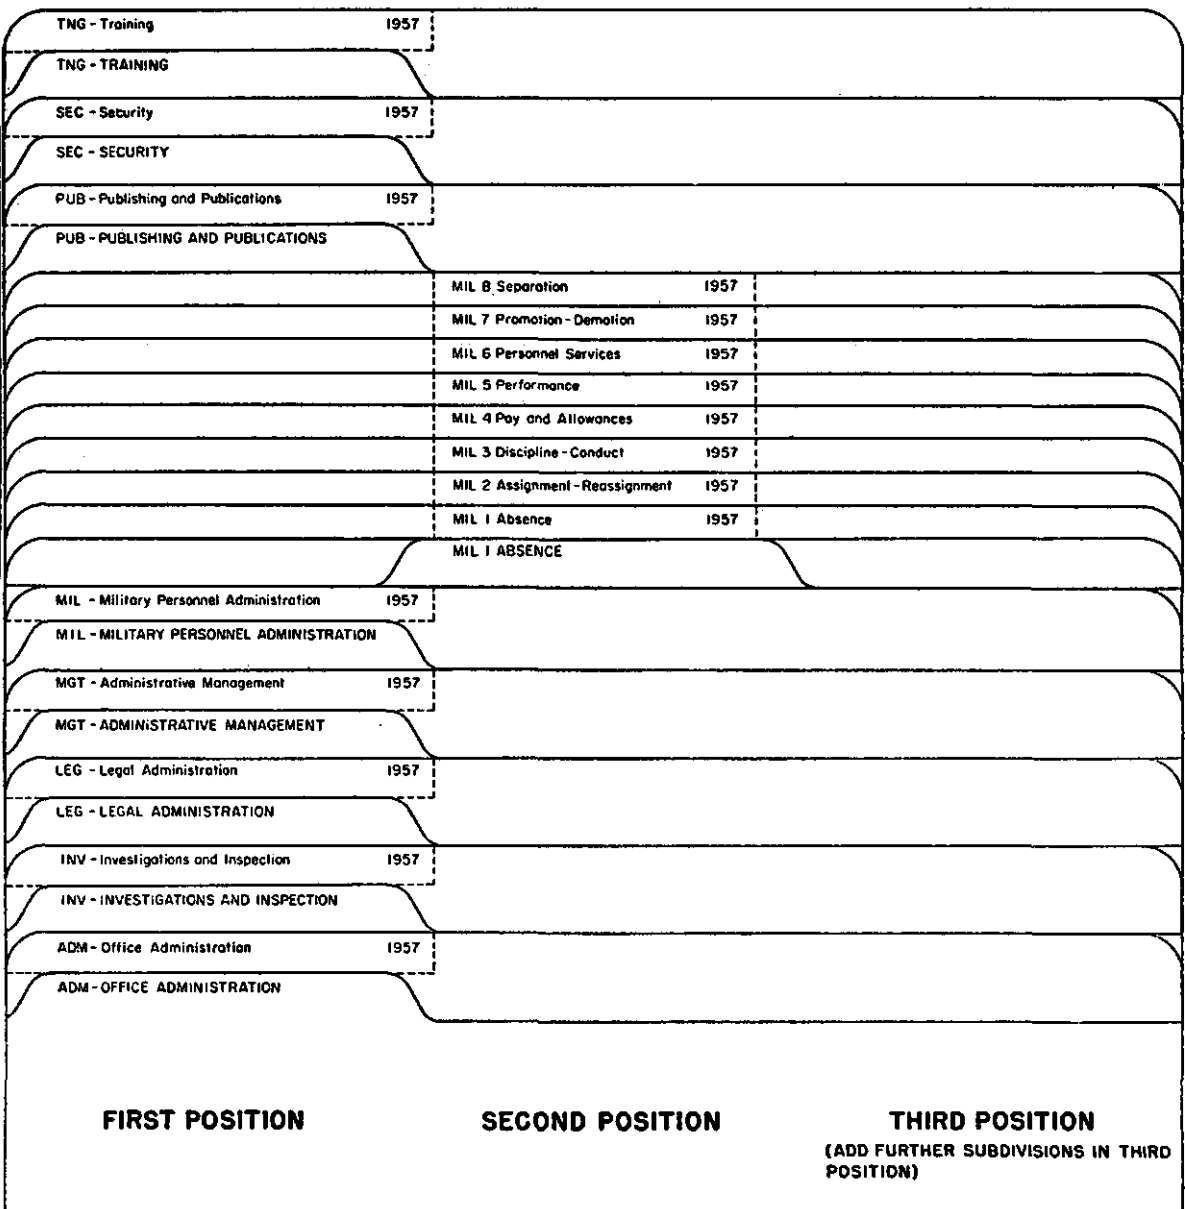 TNG - Training 1957
TNG - TRAINING
SEC - Security 1957
SEC - SECURITY
PUB - Publishing and Publications 1957
PUB - PUBLISHING AND PUBLICATIONS
MIL 8 Separation 1957
MIL 7 Promotion - Demotion 1957
MIL 6 Personnel Services 1957
MIL 5 Performance 1957
MIL 4 Pay and Allowances 1957
MIL 3 Discipline - Conduct 1957
MIL 2 Assignment - Reassignment 1957
MIL 1 Absence 1957
MIL 1 ABSENCE
MIL - Military Personnel Administration 1957
MIL - MILITARY PERSONNEL ADMINISTRATION
MGT - Administrative Management 1957
MGT - ADMINISTRATIVE MANAGEMENT
LEG - Legal Administration 1957
LEG - LEGAL ADMINISTRATION
INV - Investigations and Inspection 1957
INV - INVESTIGATIONS AND INSPECTION
ADM - Office Administration 1957
ADM - OFFICE ADMINISTRATION
FIRST POSITION SECOND POSITION THIRD POSITION
(ADD FURTHER SUBDIVISIONS IN THIRD
POSITION)